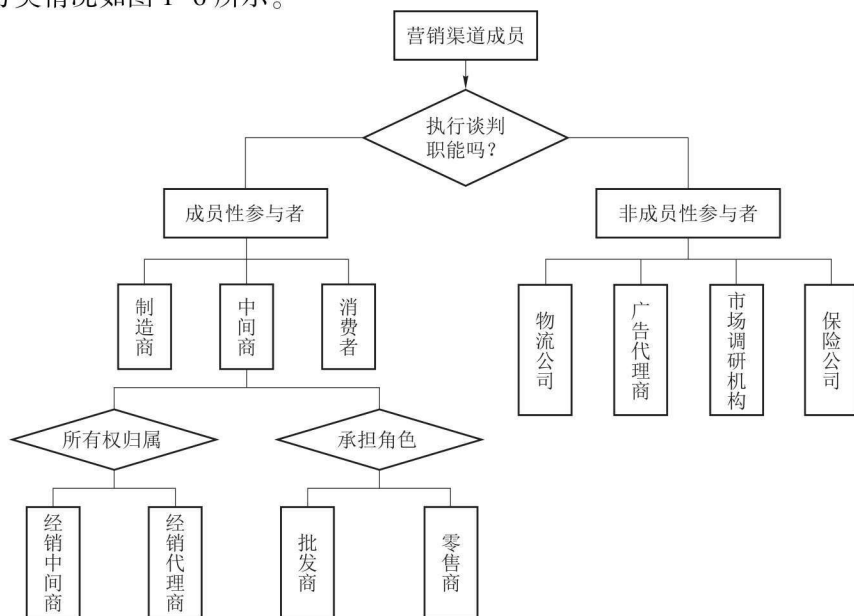 分类情况如图1-6所示。
营销渠道成员
执行谈判
职能吗？
成员性参与者
非成员性参与者
制造商
中间商
消费者
物流公司
广告代理商
市场调研机构
保险公司
所有权归属
承担角色
经销中间商
经销代理商
批发商
零售商